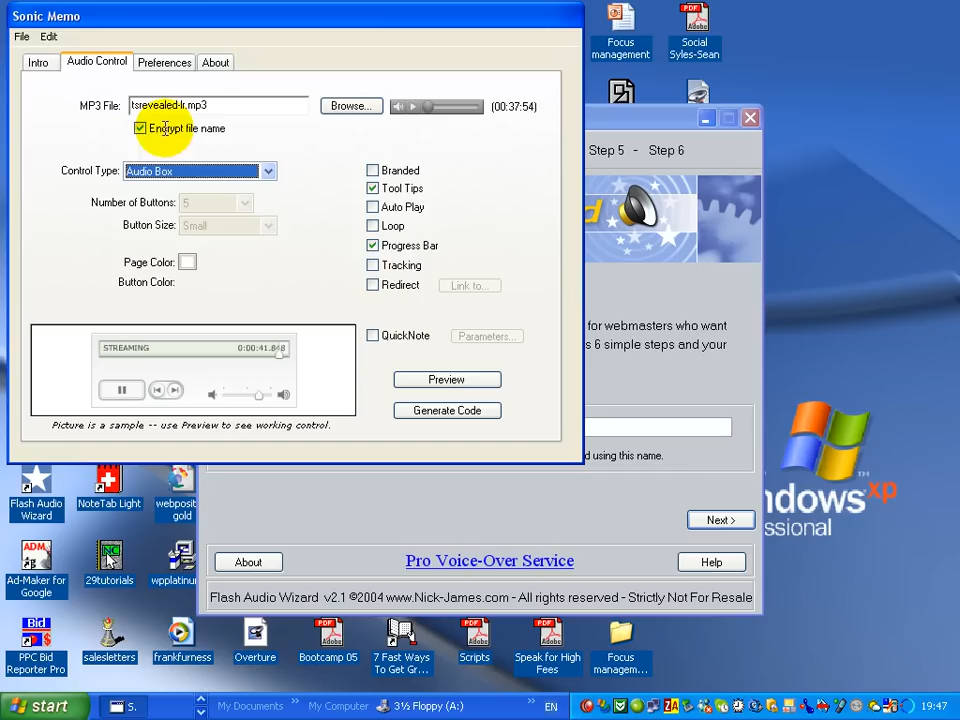 Sonic Memo
File Edit
Intro Audio Control Preferences About
MP3 File: tsrevealed-lr.mp3 Browse... (00:37:54)
Encrypt file name
Control Type: Audio Box
Number of Buttons: 5
Button Size: Small
Page Color:
Button Color:
Branded
Tool Tips
Auto Play
Loop
Progress Bar
Tracking
Redirect Link to...
QuickNote Parameters...
STREAMING 0:00:41.848
Preview
Generate Code
Picture is a sample -- use Preview to see working control.
Step 5 - Step 6
d
for webmasters who want
s 6 simple steps and your
d using this name.
Next >
About Pro Voice-Over Service Help
Flash Audio Wizard v2.1 ©2004 www.Nick-James.com - All rights reserved - Strictly Not For Resale
Focus
management
Social
Syles-Sean
ndows xp
essional
Flash Audio
Wizard
NoteTab Light
webposit
gold
Ad-Maker for
Google
29tutorials
wpplatinu
PPC Bid
Reporter Pro
salesletters
frankfurness
Overture
Bootcamp 05
7 Fast Ways
To Get Gr...
Scripts
Speak for High
Fees
Focus
managem...
start
S.
My Documents
My Computer
3½ Floppy (A:)
EN
19:47